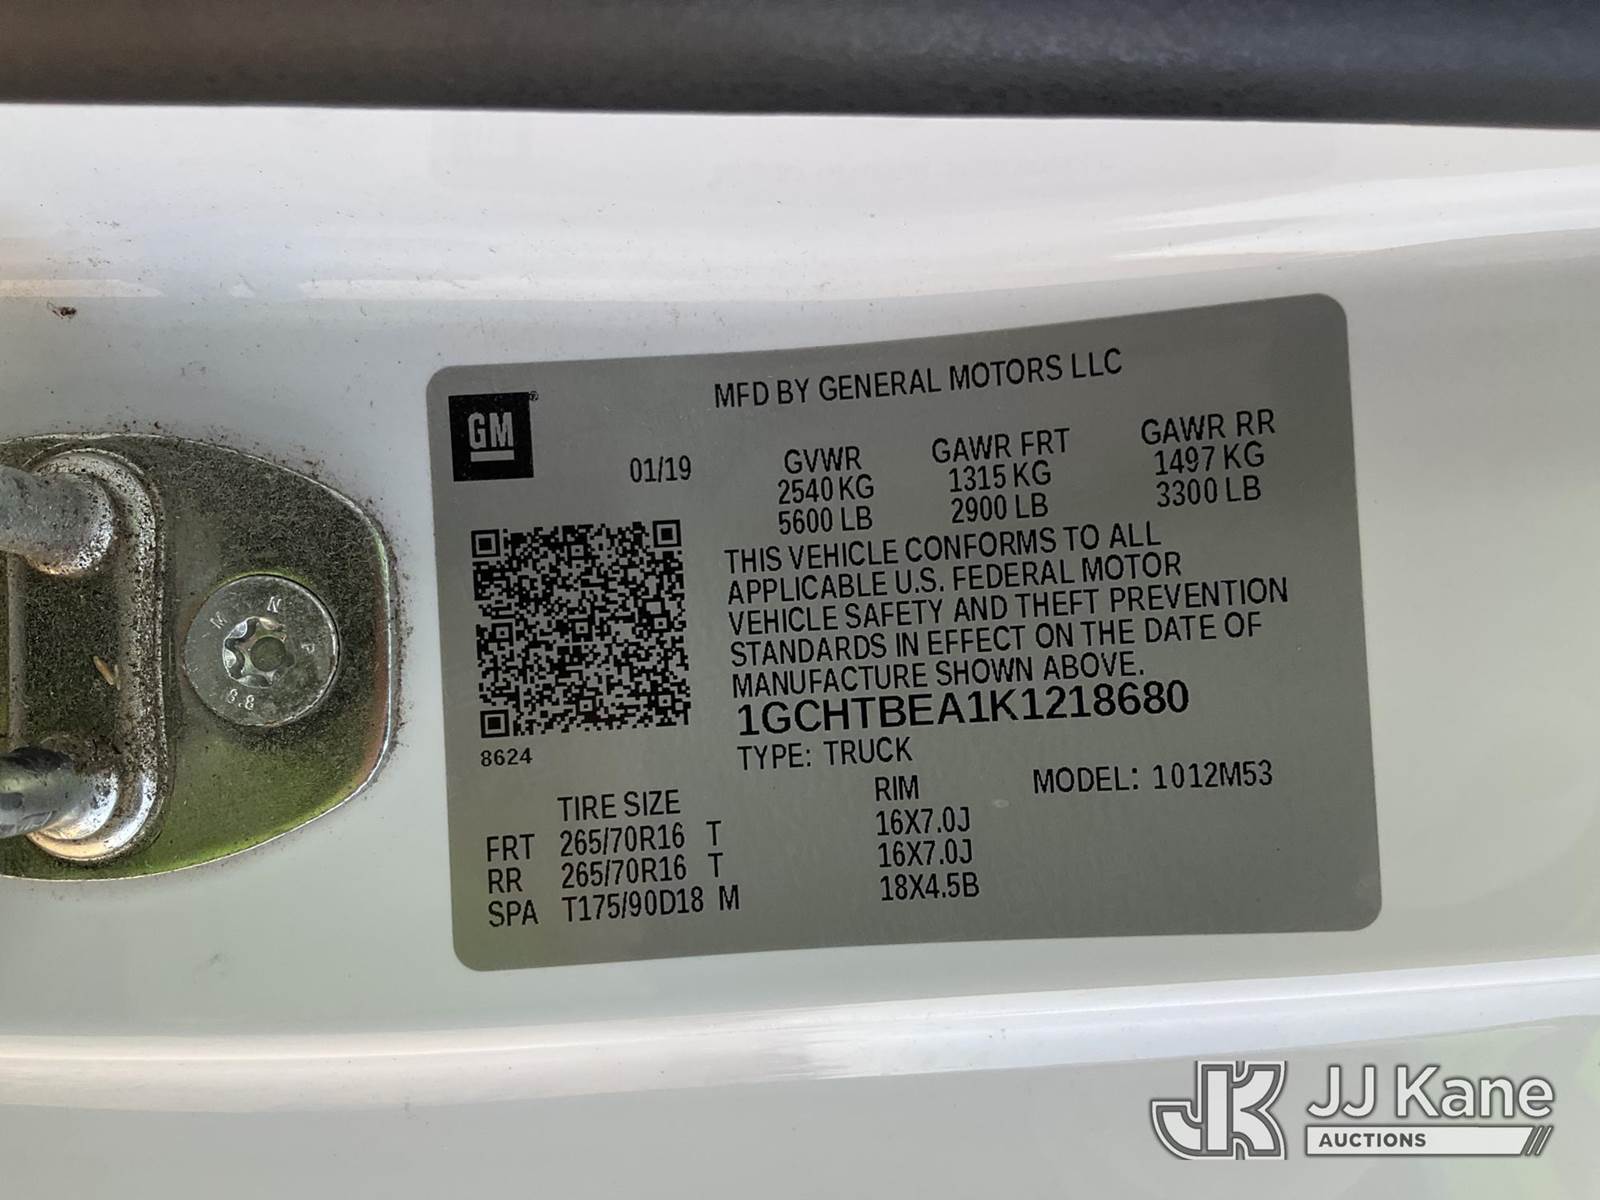 MFD BY GENERAL MOTORS LLC
GM®
01/19
GVWR GAWR FRT GAWR RR
2540 KG 1315 KG 1497 KG
5600 LB 2900 LB 3300 LB
THIS VEHICLE CONFORMS TO ALL
APPLICABLE U.S. FEDERAL MOTOR
VEHICLE SAFETY AND THEFT PREVENTION
STANDARDS IN EFFECT ON THE DATE OF
MANUFACTURE SHOWN ABOVE.
1GCHTBEA1K1218680
8624
TYPE: TRUCK
TIRE SIZE RIM MODEL: 1012M53
FRT 265/70R16 T 16X7.0J
RR 265/70R16 T 16X7.0J
SPA T175/90D18 M 18X4.5B
M N P
8.8
JK JJ Kane
AUCTIONS